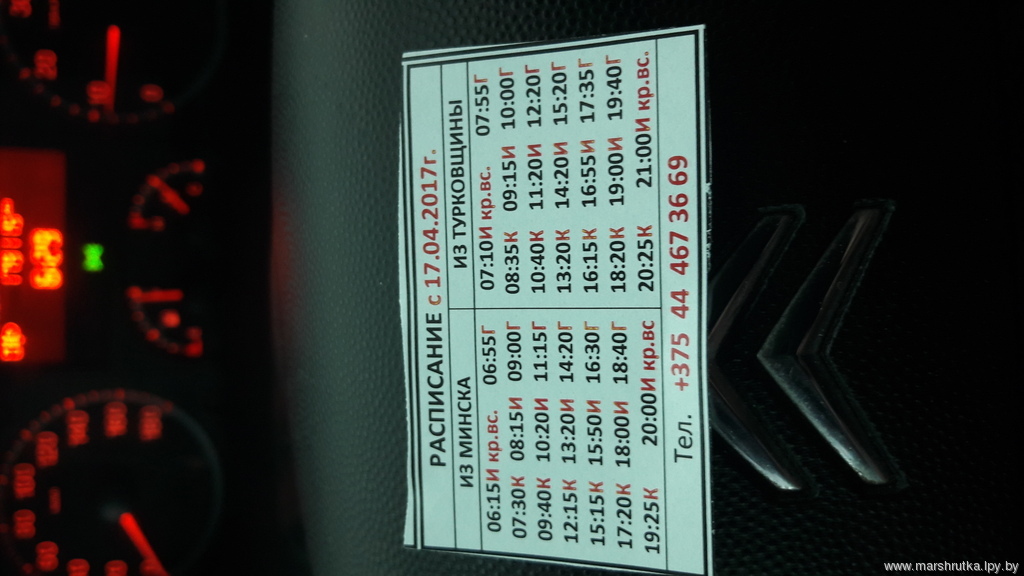 РАСПИСАНИЕ с 17.04.2017г.
ИЗ МИНСКА ИЗ ТУРКОВЩИНЫ
06:15И кр.вс. 06:55Г 07:10И кр.вс. 07:55Г
07:30К 08:15И 09:00Г 08:35К 09:15И 10:00Г
09:40К 10:20И 11:15Г 10:40К 11:20И 12:20Г
12:15К 13:20И 14:20Г 13:20К 14:20И 15:20Г
15:15К 15:50И 16:30Г 16:15К 16:55И 17:35Г
17:20К 18:00И 18:40Г 18:20К 19:00И 19:40Г
19:25К 20:00И кр.вс 20:25К 21:00И кр.вс.
Тел. +375 44 467 36 69
www.marshrutka.lpy.by